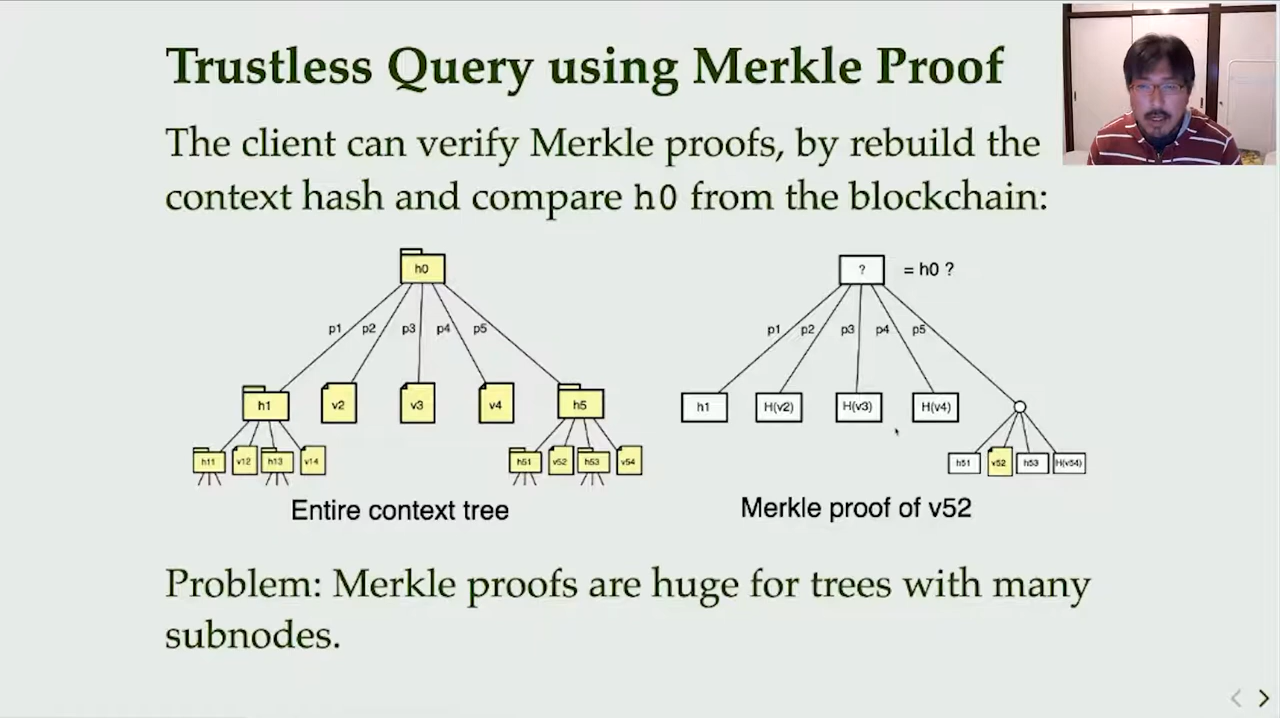 Trustless Query using Merkle Proof
The client can verify Merkle proofs, by rebuild the
context hash and compare h0 from the blockchain:
h0
p1 p2 p3 p4 p5
h1 v2 v3 v4 h5
h11 v12 h13 v14 h51 v52 h53 v54
Entire context tree
? = h0 ?
p1 p2 p3 p4 p5
h1 H(v2) H(v3) H(v4)
h51 v52 h53 H(v54)
Merkle proof of v52
Problem: Merkle proofs are huge for trees with many
subnodes.